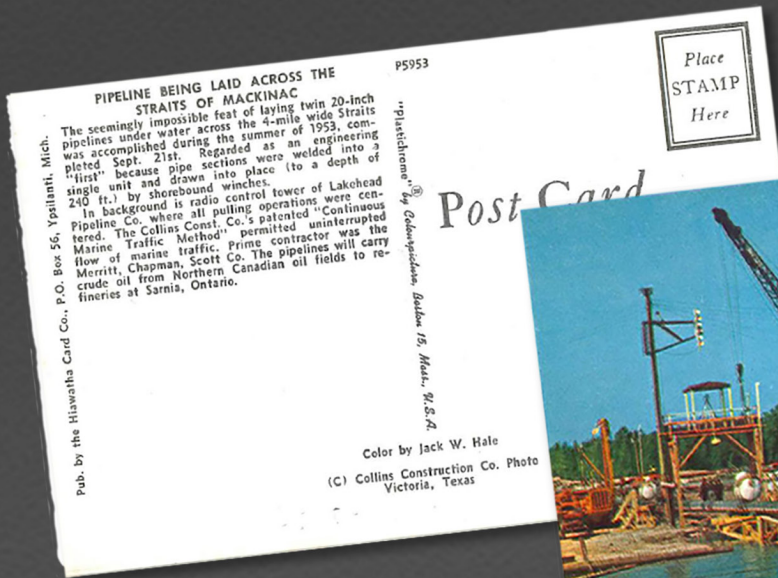 PIPELINE BEING LAID ACROSS THE
STRAITS OF MACKINAC
The seemingly impossible feat of laying twin 20-inch
pipelines under water across the 4-mile wide Straits
was accomplished during the summer of 1953, com-
pleted Sept. 21st. Regarded as an engineering
"first" because pipe sections were welded into a
single unit and drawn into place (to a depth of
240 ft.) by shorebound winches.
In background is radio control tower of Lakehead
Pipeline Co. where all pulling operations were cen-
tered. The Collins Const. Co.'s patented "Continuous
Marine Traffic Method" permitted uninterrupted
flow of marine traffic. Prime contractor was the
Merritt, Chapman, Scott Co. The pipelines will carry
crude oil from Northern Canadian oil fields to re-
fineries at Sarnia, Ontario.
Pub. by the Hiawatha Card Co., P.O. Box 56, Ypsilanti, Mich.
P5953
"Plastichrome" ® by Colourpicture, Boston 15, Mass., U.S.A.
Place
STAMP
Here
Post Card
Color by Jack W. Hale
(C) Collins Construction Co. Photo
Victoria, Texas